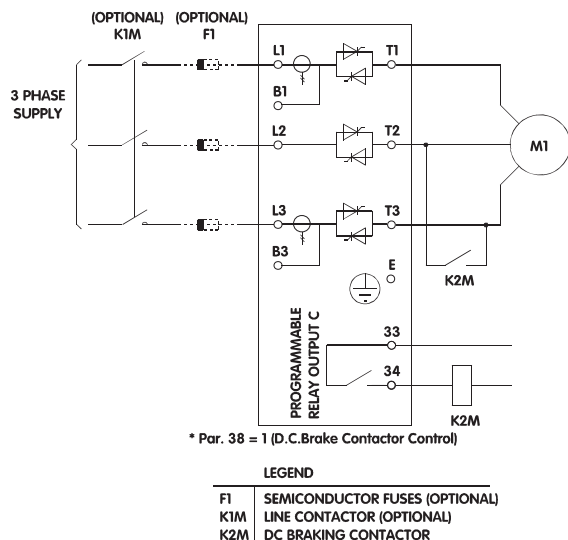 (OPTIONAL) (OPTIONAL)
K1M F1
L1 T1
3 PHASE
SUPPLY
B1
L2 T2
M1
L3 T3
B3
E
K2M
PROGRAMMABLE
RELAY OUTPUT C
33
34
K2M
* Par. 38 = 1 (D.C.Brake Contactor Control)
LEGEND
F1 SEMICONDUCTOR FUSES (OPTIONAL)
K1M LINE CONTACTOR (OPTIONAL)
K2M DC BRAKING CONTACTOR